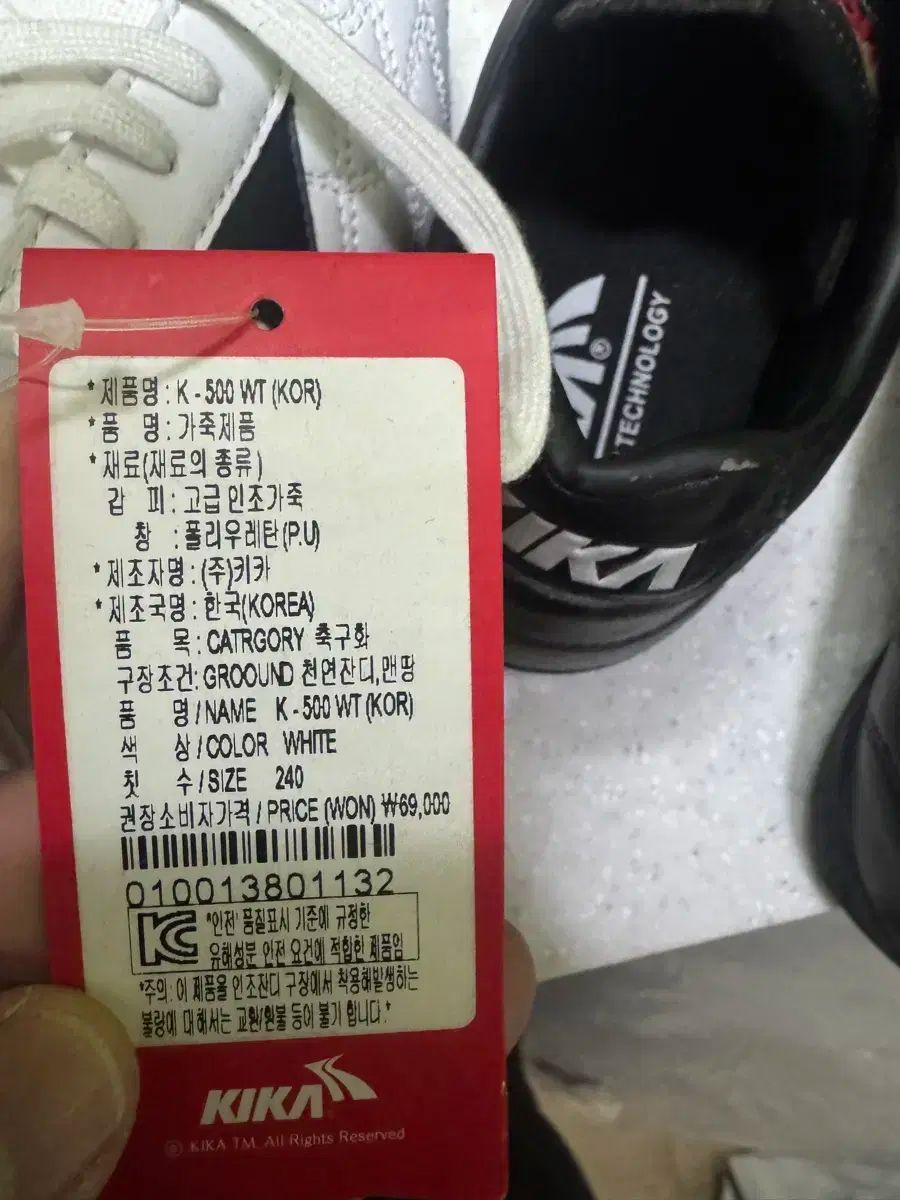 * 제품명 : K - 500 WT (KOR)
* 품 명 : 가죽제품
* 재료(재료의 종류)
갑 피 : 고급 인조가죽
창 : 폴리우레탄(P.U)
* 제조자명 : (주)키카
* 제조국명 : 한국(KOREA)
품 목 : CATRGORY 축구화
구장조건: GROOUND 천연잔디,맨땅
품 명 / NAME K - 500 WT (KOR)
색 상 / COLOR WHITE
칫 수 / SIZE 240
권장소비자가격 / PRICE (WON) ₩69,000
010013801132
KC
"안전' 품질표시 기준에 규정한
유해성분 안전 요건에 적합한 제품임
*주의 : 이 제품을 인조잔디 구장에서 착용해발생하는
불량에 대해서는 교환/환불 등이 불가 합니다.*
KIKA
© KIKA TM. All Rights Reserved
®
TECHNOLOGY
KIKA